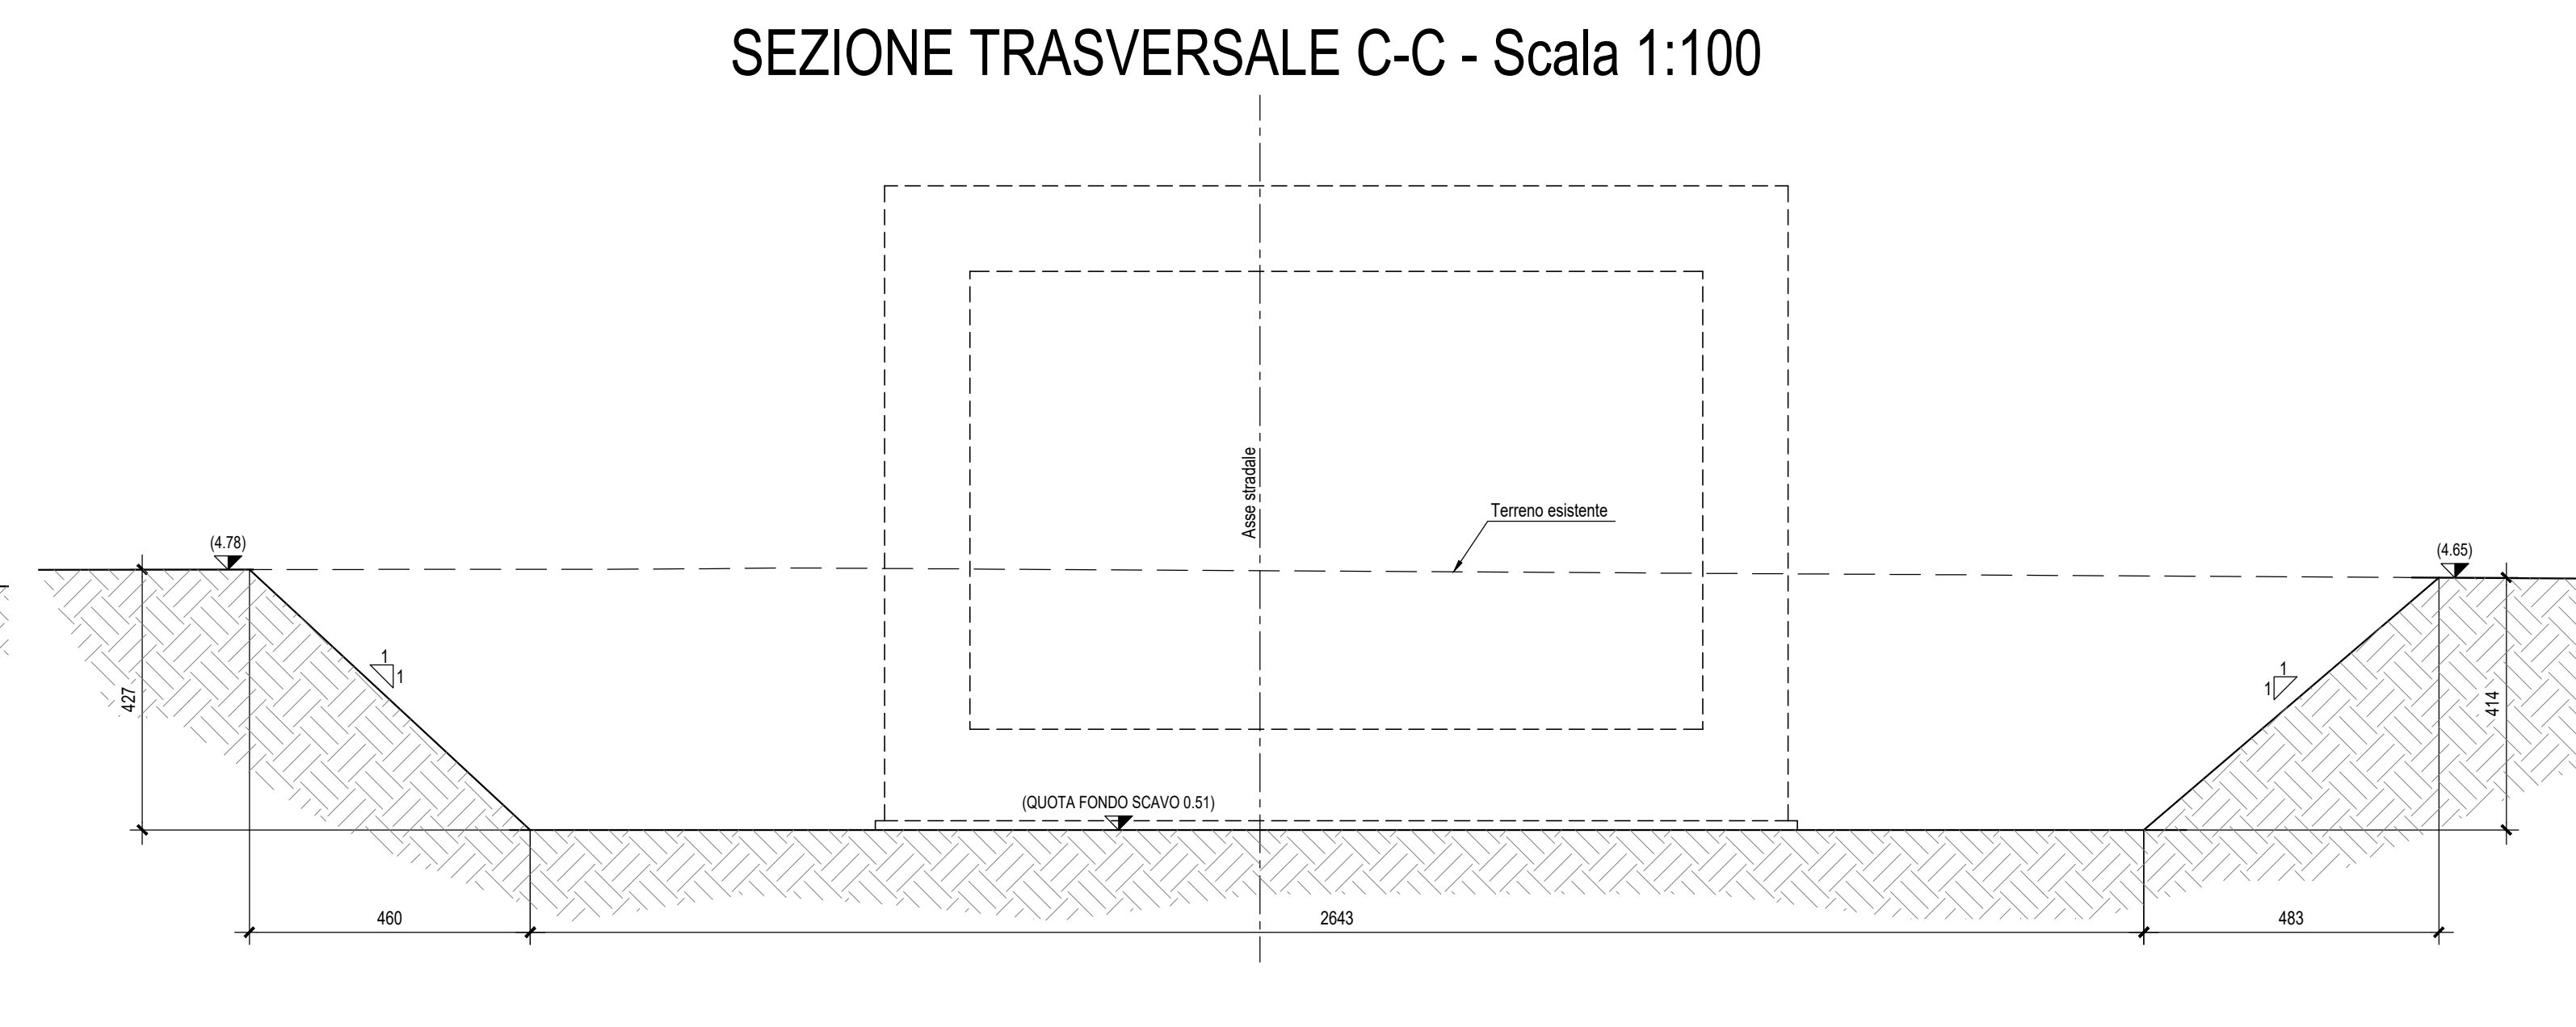 SEZIONE TRASVERSALE C-C - Scala 1:100
Asse stradale
Terreno esistente
(4.78)
(4.65)
1
1
1
1
427
414
(QUOTA FONDO SCAVO 0.51)
460
2643
483